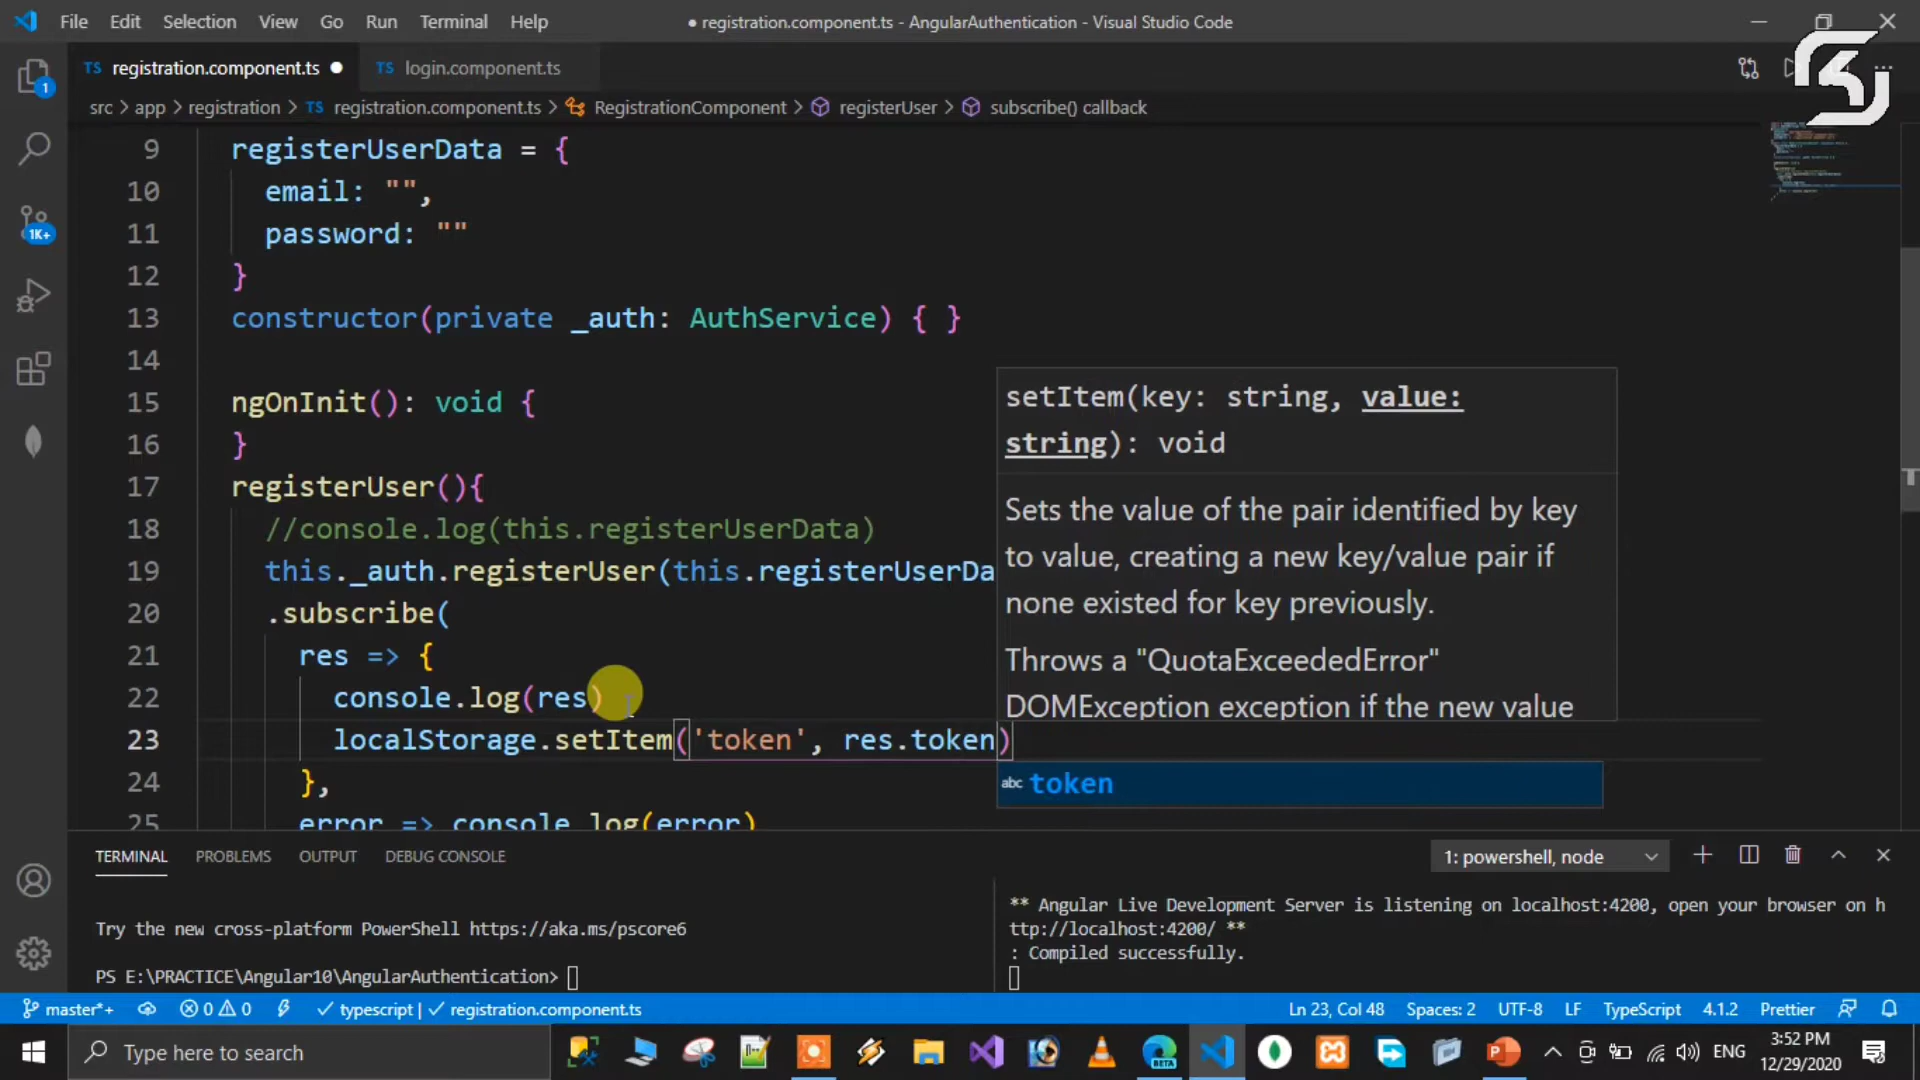 File Edit Selection View Go Run Terminal Help
● registration.component.ts - AngularAuthentication - Visual Studio Code
TS registration.component.ts ●
TS login.component.ts
src > app > registration > TS registration.component.ts > RegistrationComponent > registerUser > subscribe() callback
9 registerUserData = {
10 email: "",
11 password: ""
12 }
13 constructor(private _auth: AuthService) { }
14
15 ngOnInit(): void {
16 }
17 registerUser(){
18 //console.log(this.registerUserData)
19 this._auth.registerUser(this.registerUserDa
20 .subscribe(
21 res => {
22 console.log(res)
23 localStorage.setItem('token', res.token)
24 },
25 error => console.log(error)
setItem(key: string, value:
string): void
Sets the value of the pair identified by key
to value, creating a new key/value pair if
none existed for key previously.
Throws a "QuotaExceededError"
DOMException exception if the new value
abc token
1
1K+
TERMINAL PROBLEMS OUTPUT DEBUG CONSOLE
1: powershell, node
Try the new cross-platform PowerShell https://aka.ms/pscore6
PS E:\PRACTICE\Angular10\AngularAuthentication>
** Angular Live Development Server is listening on localhost:4200, open your browser on h
ttp://localhost:4200/ **
: Compiled successfully.
master*+ 0 0 typescript | registration.component.ts
Ln 23, Col 48 Spaces: 2 UTF-8 LF TypeScript 4.1.2 Prettier
Type here to search
BETA
ENG
3:52 PM
12/29/2020